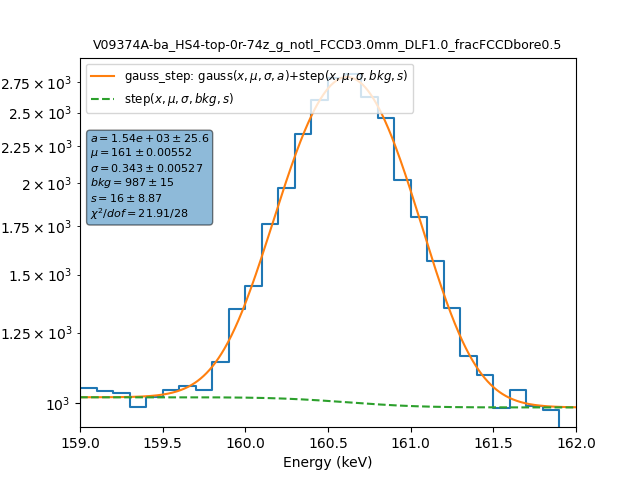 V09374A-ba_HS4-top-0r-74z_g_notl_FCCD3.0mm_DLF1.0_fracFCCDbore0.5
gauss_step: gauss(x, μ, σ, a)+step(x, μ, σ, bkg, s)
step(x, μ, σ, bkg, s)
a = 1.54e + 03 ± 25.6
μ = 161 ± 0.00552
σ = 0.343 ± 0.00527
bkg = 987 ± 15
s = 16 ± 8.87
χ²/dof = 21.91/28
2.75 × 10³
2.5 × 10³
2.25 × 10³
2 × 10³
1.75 × 10³
1.5 × 10³
1.25 × 10³
10³
159.0 159.5 160.0 160.5 161.0 161.5 162.0
Energy (keV)